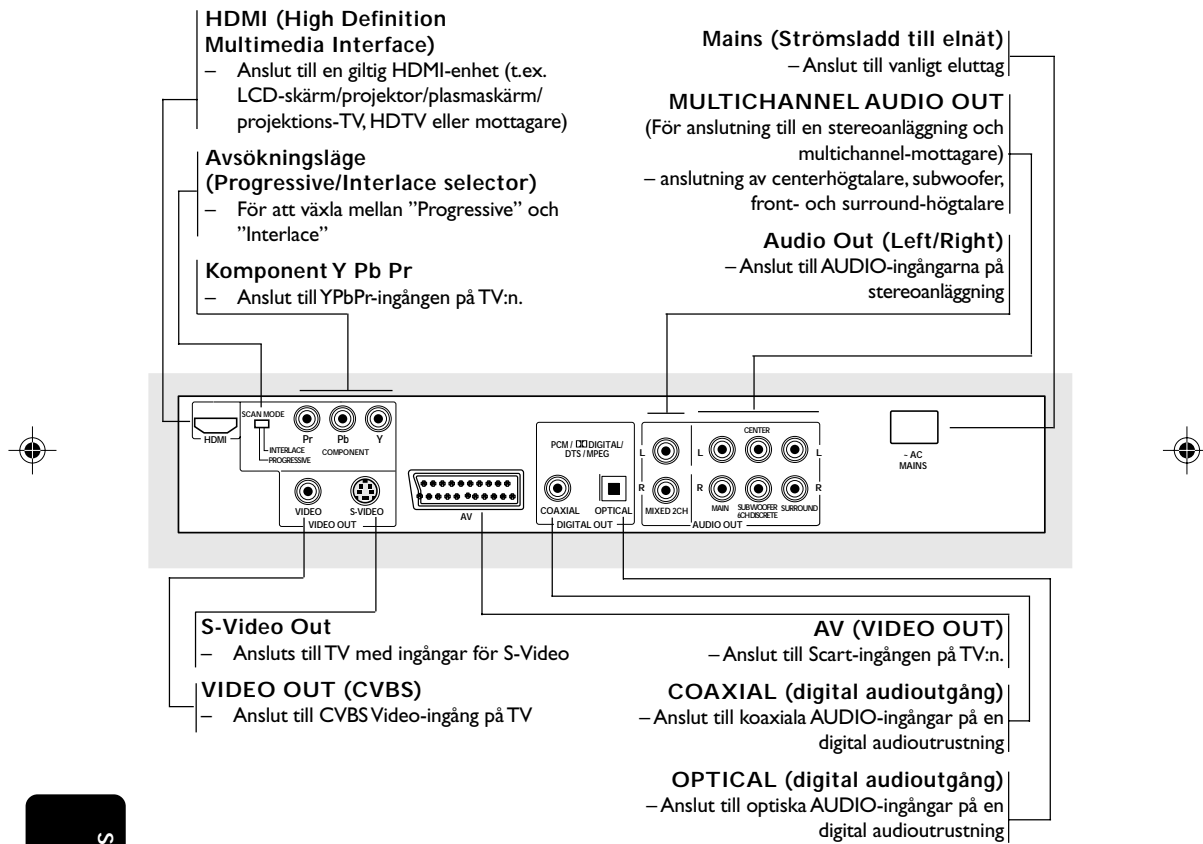 HDMI (High Definition
Multimedia Interface)
– Anslut till en giltig HDMI-enhet (t.ex.
LCD-skärm/projektor/plasmaskärm/
projektions-TV, HDTV eller mottagare)
Avsökningsläge
(Progressive/Interlace selector)
– För att växla mellan ”Progressive” och
”Interlace”
Komponent Y Pb Pr
– Anslut till YPbPr-ingången på TV:n.
Mains (Strömsladd till elnät)
– Anslut till vanligt eluttag
MULTICHANNEL AUDIO OUT
(För anslutning till en stereoanläggning och
multichannel-mottagare)
– anslutning av centerhögtalare, subwoofer,
front- och surround-högtalare
Audio Out (Left/Right)
– Anslut till AUDIO-ingångarna på
stereoanläggning
HDMI
SCAN MODE
INTERLACE
PROGRESSIVE
Pr Pb Y
COMPONENT
VIDEO S-VIDEO
VIDEO OUT
AV
PCM / DIGITAL/
DTS / MPEG
COAXIAL OPTICAL
DIGITAL OUT
CENTER
L L L
R R R
MIXED 2CH MAIN SUBWOOFER SURROUND
6CH DISCRETE
AUDIO OUT
~ AC
MAINS
S-Video Out
– Ansluts till TV med ingångar för S-Video
VIDEO OUT (CVBS)
– Anslut till CVBS Video-ingång på TV
AV (VIDEO OUT)
– Anslut till Scart-ingången på TV:n.
COAXIAL (digital audioutgång)
– Anslut till koaxiala AUDIO-ingångar på en
digital audioutrustning
OPTICAL (digital audioutgång)
– Anslut till optiska AUDIO-ingångar på en
digital audioutrustning
S